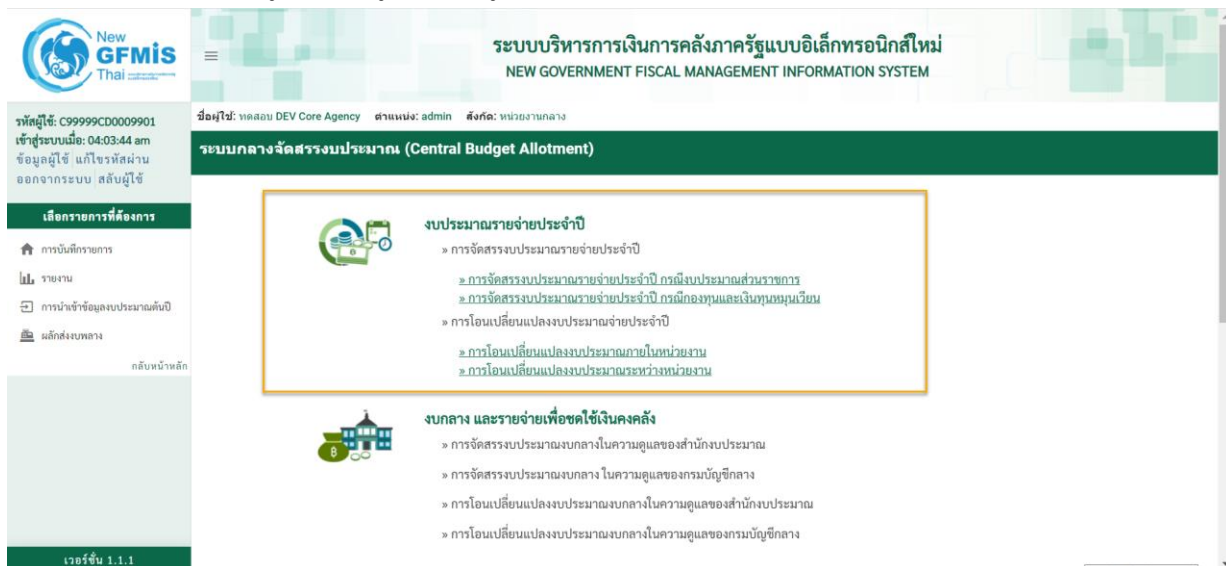 New
GFMiS
Thai
ระบบบริหารการเงินการคลังภาครัฐแบบอิเล็กทรอนิกส์ใหม่
NEW GOVERNMENT FISCAL MANAGEMENT INFORMATION SYSTEM
รหัสผู้ใช้: C99999CD0009901
เข้าสู่ระบบเมื่อ: 04:03:44 am
ข้อมูลผู้ใช้ แก้ไขรหัสผ่าน
ออกจากระบบ สลับผู้ใช้
ชื่อผู้ใช้: ทดสอบ DEV Core Agency ตำแหน่ง: admin สังกัด: หน่วยงานกลาง
ระบบกลางจัดสรรงบประมาณ (Central Budget Allotment)
เลือกรายการที่ต้องการ
การบันทึกรายการ
รายงาน
การนำเข้าข้อมูลงบประมาณต้นปี
ผลักส่งงบพลาง
กลับหน้าหลัก
งบประมาณรายจ่ายประจำปี
» การจัดสรรงบประมาณรายจ่ายประจำปี
» การจัดสรรงบประมาณรายจ่ายประจำปี กรณีงบประมาณส่วนราชการ
» การจัดสรรงบประมาณรายจ่ายประจำปี กรณีกองทุนและเงินทุนหมุนเวียน
» การโอนเปลี่ยนแปลงงบประมาณจ่ายประจำปี
» การโอนเปลี่ยนแปลงงบประมาณภายในหน่วยงาน
» การโอนเปลี่ยนแปลงงบประมาณระหว่างหน่วยงาน
งบกลาง และรายจ่ายเพื่อชดใช้เงินคงคลัง
» การจัดสรรงบประมาณงบกลางในความดูแลของสำนักงบประมาณ
» การจัดสรรงบประมาณงบกลาง ในความดูแลของกรมบัญชีกลาง
» การโอนเปลี่ยนแปลงงบประมาณงบกลางในความดูแลของสำนักงบประมาณ
» การโอนเปลี่ยนแปลงงบประมาณงบกลางในความดูแลของกรมบัญชีกลาง
เวอร์ชั่น 1.1.1